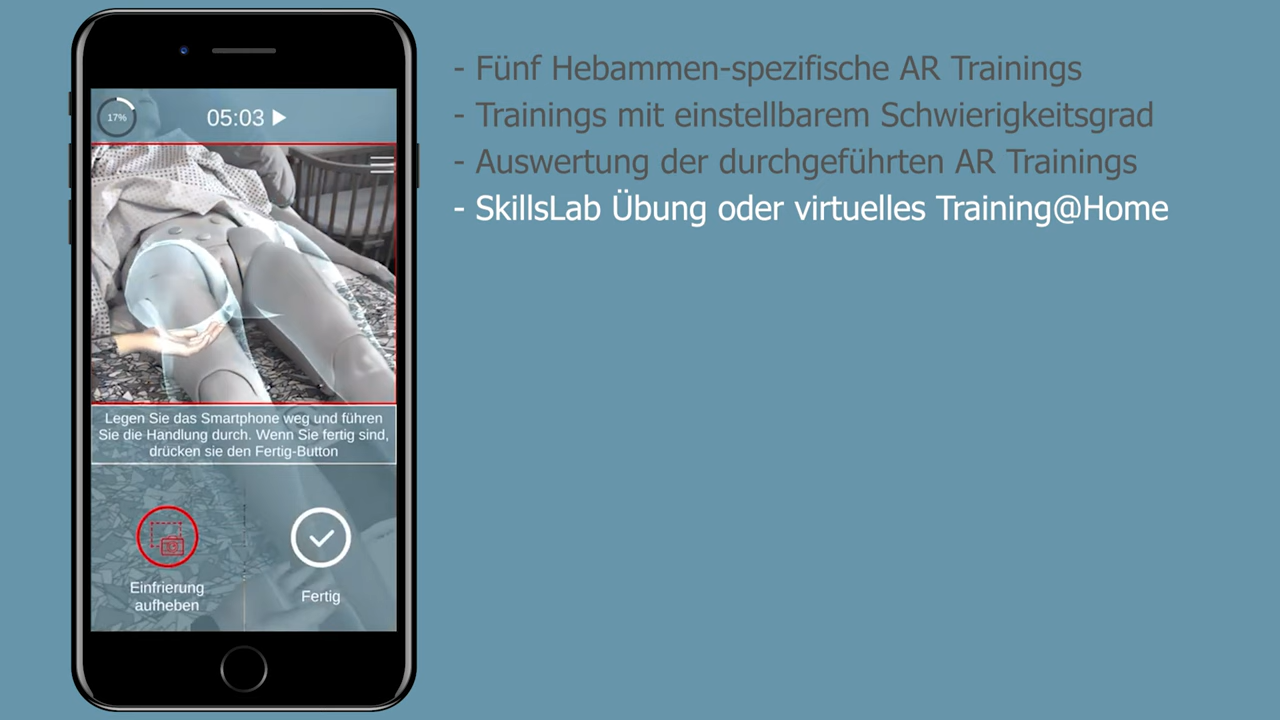 17%
05:03
- Fünf Hebammen-spezifische AR Trainings
- Trainings mit einstellbarem Schwierigkeitsgrad
- Auswertung der durchgeführten AR Trainings
- SkillsLab Übung oder virtuelles Training@Home
Legen Sie das Smartphone weg und führen
Sie die Handlung durch. Wenn Sie fertig sind,
drücken sie den Fertig-Button
Einfrierung
aufheben
Fertig